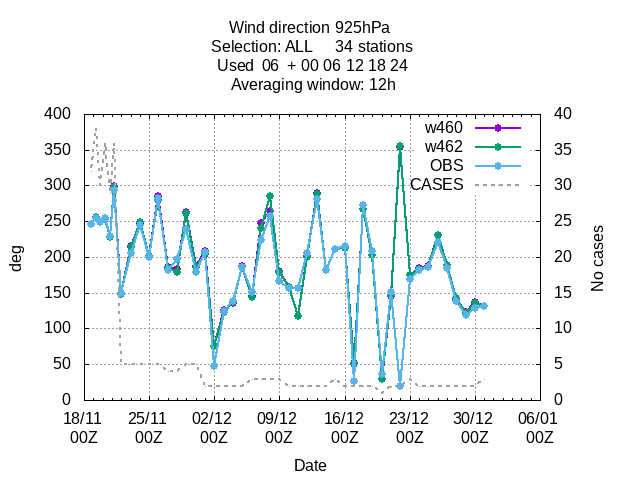 Wind direction 925hPa
Selection: ALL     34 stations
Used  06  + 00 06 12 18 24
Averaging window: 12h
400
350
300
250
200
150
100
50
0
deg
40
35
30
25
20
15
10
5
0
No cases
w460
w462
OBS
CASES
18/11 25/11 02/12 09/12 16/12 23/12 30/12 06/01
00Z 00Z 00Z 00Z 00Z 00Z 00Z 00Z
Date